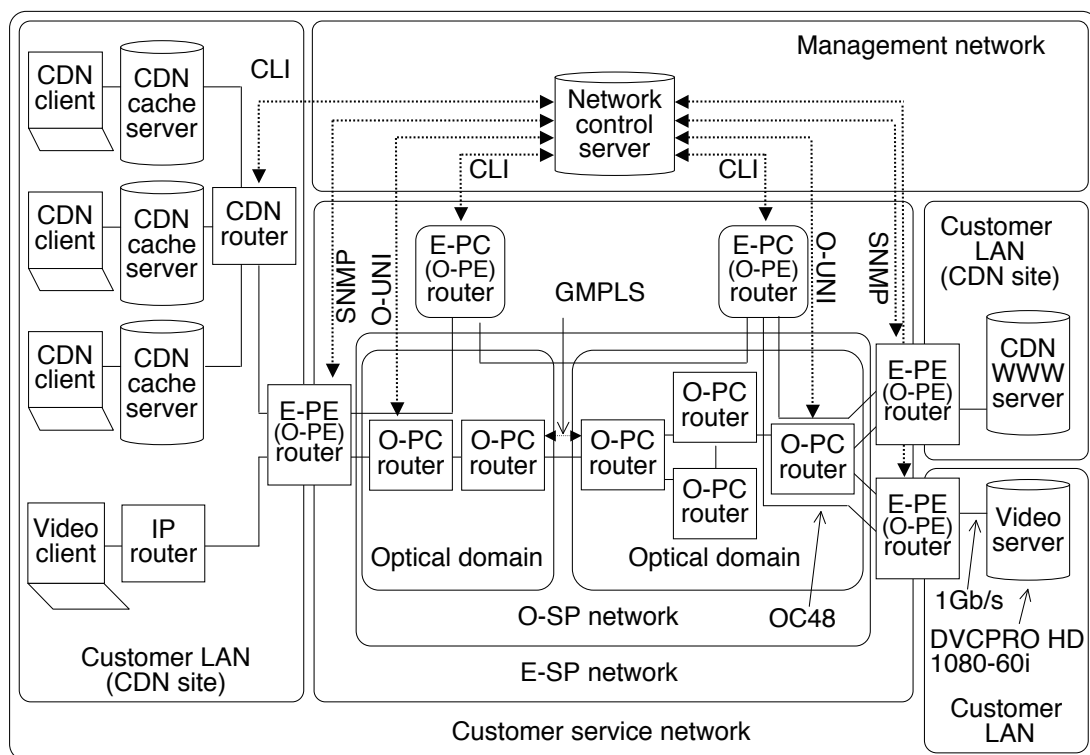 Management network
CDN
client
CDN
cache
server
CLI
Network
control
server
CLI
CLI
CDN
client
CDN
cache
server
CDN
router
SNMP
O-UNI
E-PC
(O-PE)
router
GMPLS
E-PC
(O-PE)
router
O-UNI
SNMP
Customer
LAN
(CDN site)
CDN
client
CDN
cache
server
E-PE
(O-PE)
router
O-PC
router
O-PC
router
O-PC
router
O-PC
router
O-PC
router
O-PC
router
E-PE
(O-PE)
router
CDN
WWW
server
Video
client
IP
router
Optical domain
Optical domain
E-PE
(O-PE)
router
Video
server
O-SP network
OC48
1Gb/s
DVCPRO HD
1080-60i
Customer LAN
(CDN site)
E-SP network
Customer
LAN
Customer service network